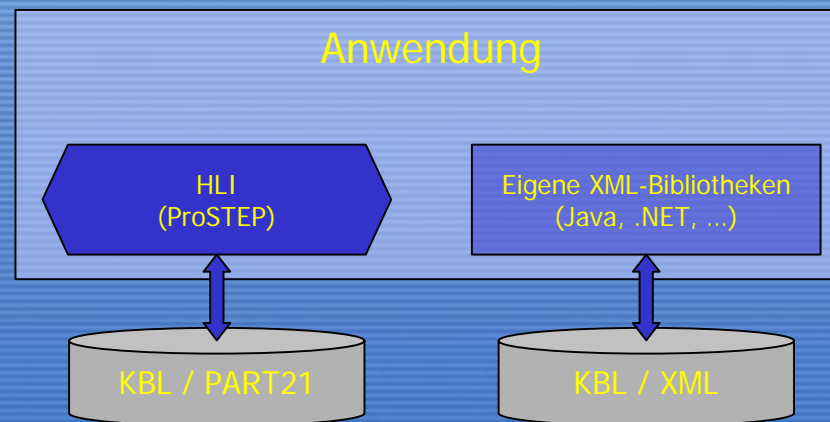 Anwendung
HLI
(ProSTEP)
Eigene XML-Bibliotheken
(Java, .NET, ...)
KBL / PART21
KBL / XML